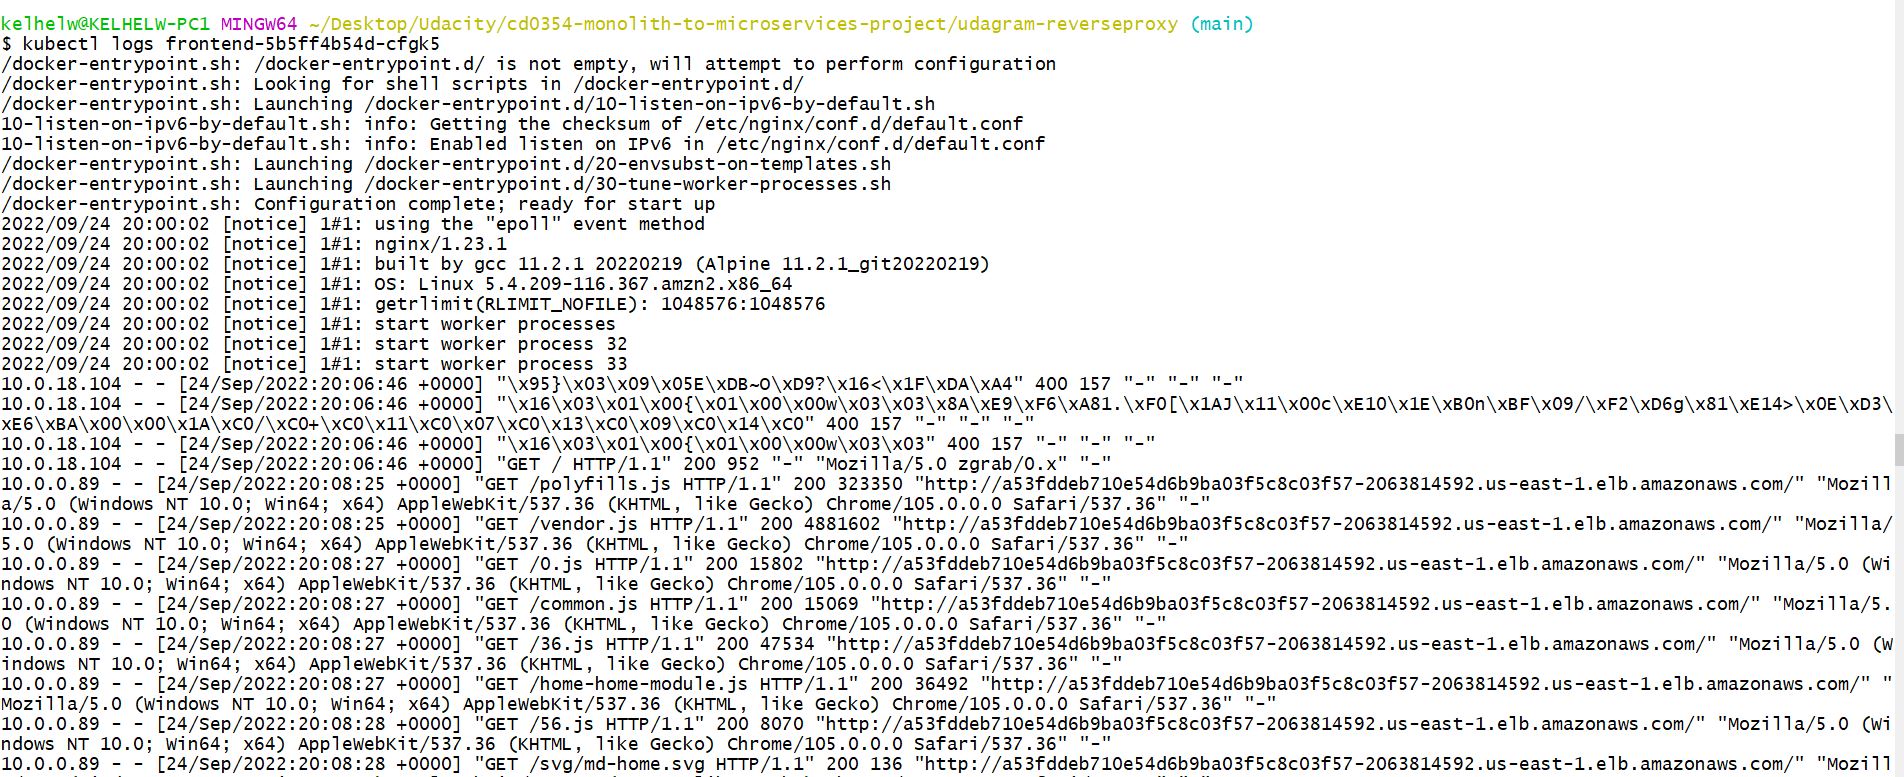 kelhelw@KELHELW-PC1 MINGW64 ~/Desktop/Udacity/cd0354-monolith-to-microservices-project/udagram-reverseproxy (main)
$ kubectl logs frontend-5b5ff4b54d-cfgk5
/docker-entrypoint.sh: /docker-entrypoint.d/ is not empty, will attempt to perform configuration
/docker-entrypoint.sh: Looking for shell scripts in /docker-entrypoint.d/
/docker-entrypoint.sh: Launching /docker-entrypoint.d/10-listen-on-ipv6-by-default.sh
10-listen-on-ipv6-by-default.sh: info: Getting the checksum of /etc/nginx/conf.d/default.conf
10-listen-on-ipv6-by-default.sh: info: Enabled listen on IPv6 in /etc/nginx/conf.d/default.conf
/docker-entrypoint.sh: Launching /docker-entrypoint.d/20-envsubst-on-templates.sh
/docker-entrypoint.sh: Launching /docker-entrypoint.d/30-tune-worker-processes.sh
/docker-entrypoint.sh: Configuration complete; ready for start up
2022/09/24 20:00:02 [notice] 1#1: using the "epoll" event method
2022/09/24 20:00:02 [notice] 1#1: nginx/1.23.1
2022/09/24 20:00:02 [notice] 1#1: built by gcc 11.2.1 20220219 (Alpine 11.2.1_git20220219)
2022/09/24 20:00:02 [notice] 1#1: OS: Linux 5.4.209-116.367.amzn2.x86_64
2022/09/24 20:00:02 [notice] 1#1: getrlimit(RLIMIT_NOFILE): 1048576:1048576
2022/09/24 20:00:02 [notice] 1#1: start worker processes
2022/09/24 20:00:02 [notice] 1#1: start worker process 32
2022/09/24 20:00:02 [notice] 1#1: start worker process 33
10.0.18.104 - - [24/Sep/2022:20:06:46 +0000] "\x95}\x03\x09\x05E\xDB~O\xD9?\x16<\x1F\xDA\xA4" 400 157 "-" "-" "-"
10.0.18.104 - - [24/Sep/2022:20:06:46 +0000] "\x16\x03\x01\x00{\x01\x00\x00w\x03\x03\x8A\xE9\xF6\xA81.\xF0[\x1AJ\x11\x00c\xE10\x1E\xB0n\xBF\x09/\xF2\xD6g\x81\xE14>\x0E\xD3\
xE6\xBA\x00\x00\x1A\xC0/\xC0+\xC0\x11\xC0\x07\xC0\x13\xC0\x09\xC0\x14\xC0" 400 157 "-" "-" "-"
10.0.18.104 - - [24/Sep/2022:20:06:46 +0000] "\x16\x03\x01\x00{\x01\x00\x00w\x03\x03" 400 157 "-" "-" "-"
10.0.18.104 - - [24/Sep/2022:20:06:46 +0000] "GET / HTTP/1.1" 200 952 "-" "Mozilla/5.0 zgrab/0.x" "-"
10.0.0.89 - - [24/Sep/2022:20:08:25 +0000] "GET /polyfills.js HTTP/1.1" 200 323350 "http://a53fddeb710e54d6b9ba03f5c8c03f57-2063814592.us-east-1.elb.amazonaws.com/" "Mozill
a/5.0 (Windows NT 10.0; Win64; x64) AppleWebKit/537.36 (KHTML, like Gecko) Chrome/105.0.0.0 Safari/537.36" "-"
10.0.0.89 - - [24/Sep/2022:20:08:25 +0000] "GET /vendor.js HTTP/1.1" 200 4881602 "http://a53fddeb710e54d6b9ba03f5c8c03f57-2063814592.us-east-1.elb.amazonaws.com/" "Mozilla/
5.0 (Windows NT 10.0; Win64; x64) AppleWebKit/537.36 (KHTML, like Gecko) Chrome/105.0.0.0 Safari/537.36" "-"
10.0.0.89 - - [24/Sep/2022:20:08:27 +0000] "GET /0.js HTTP/1.1" 200 15802 "http://a53fddeb710e54d6b9ba03f5c8c03f57-2063814592.us-east-1.elb.amazonaws.com/" "Mozilla/5.0 (Wi
ndows NT 10.0; Win64; x64) AppleWebKit/537.36 (KHTML, like Gecko) Chrome/105.0.0.0 Safari/537.36" "-"
10.0.0.89 - - [24/Sep/2022:20:08:27 +0000] "GET /common.js HTTP/1.1" 200 15069 "http://a53fddeb710e54d6b9ba03f5c8c03f57-2063814592.us-east-1.elb.amazonaws.com/" "Mozilla/5.
0 (Windows NT 10.0; Win64; x64) AppleWebKit/537.36 (KHTML, like Gecko) Chrome/105.0.0.0 Safari/537.36" "-"
10.0.0.89 - - [24/Sep/2022:20:08:27 +0000] "GET /36.js HTTP/1.1" 200 47534 "http://a53fddeb710e54d6b9ba03f5c8c03f57-2063814592.us-east-1.elb.amazonaws.com/" "Mozilla/5.0 (W
indows NT 10.0; Win64; x64) AppleWebKit/537.36 (KHTML, like Gecko) Chrome/105.0.0.0 Safari/537.36" "-"
10.0.0.89 - - [24/Sep/2022:20:08:27 +0000] "GET /home-home-module.js HTTP/1.1" 200 36492 "http://a53fddeb710e54d6b9ba03f5c8c03f57-2063814592.us-east-1.elb.amazonaws.com/" "
Mozilla/5.0 (Windows NT 10.0; Win64; x64) AppleWebKit/537.36 (KHTML, like Gecko) Chrome/105.0.0.0 Safari/537.36" "-"
10.0.0.89 - - [24/Sep/2022:20:08:28 +0000] "GET /56.js HTTP/1.1" 200 8070 "http://a53fddeb710e54d6b9ba03f5c8c03f57-2063814592.us-east-1.elb.amazonaws.com/" "Mozilla/5.0 (Wi
ndows NT 10.0; Win64; x64) AppleWebKit/537.36 (KHTML, like Gecko) Chrome/105.0.0.0 Safari/537.36" "-"
10.0.0.89 - - [24/Sep/2022:20:08:28 +0000] "GET /svg/md-home.svg HTTP/1.1" 200 136 "http://a53fddeb710e54d6b9ba03f5c8c03f57-2063814592.us-east-1.elb.amazonaws.com/" "Mozill